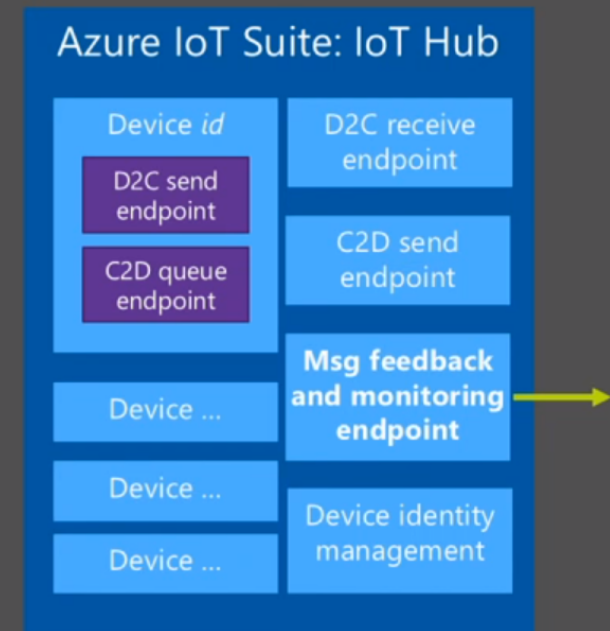 Azure IoT Suite: IoT Hub
Device id
D2C send
endpoint
C2D queue
endpoint
Device ...
Device ...
Device ...
D2C receive
endpoint
C2D send
endpoint
Msg feedback
and monitoring
endpoint
Device identity
management